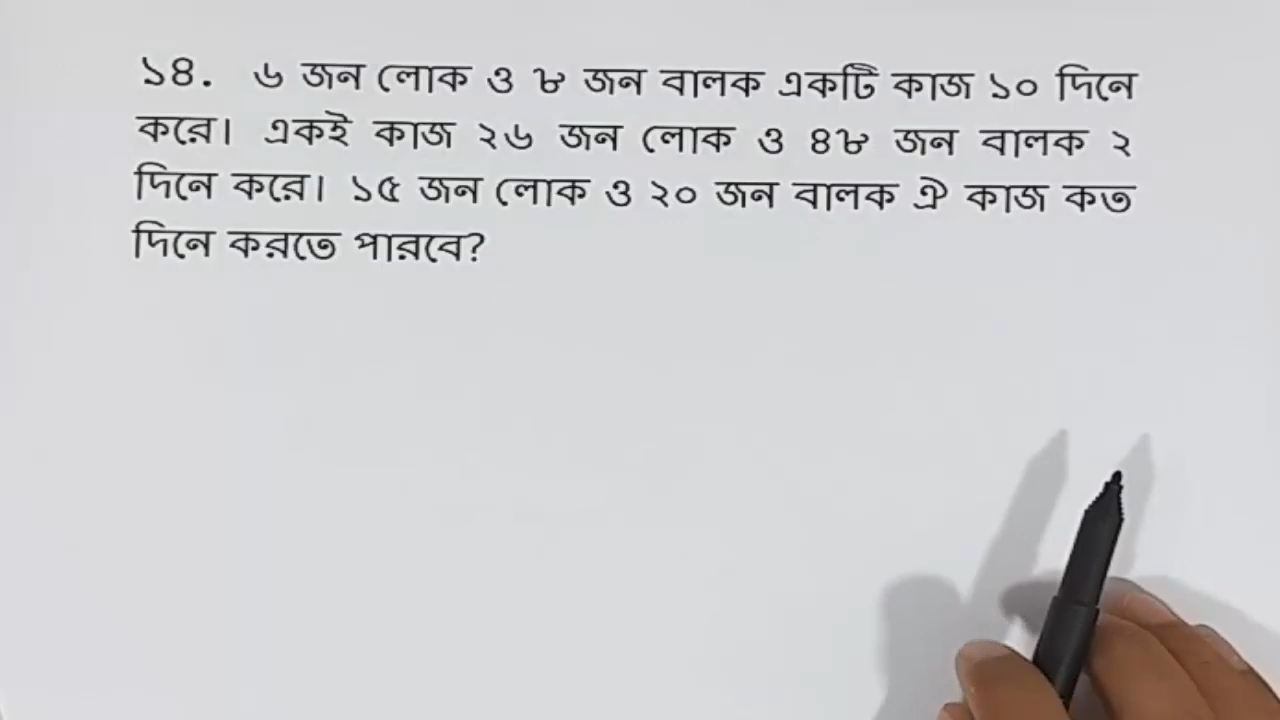 ১৪. ৬ জন লোক ও ৮ জন বালক একটি কাজ ১০ দিনে
করে। একই কাজ ২৬ জন লোক ও ৪৮ জন বালক ২
দিনে করে। ১৫ জন লোক ও ২০ জন বালক ঐ কাজ কত
দিনে করতে পারবে?